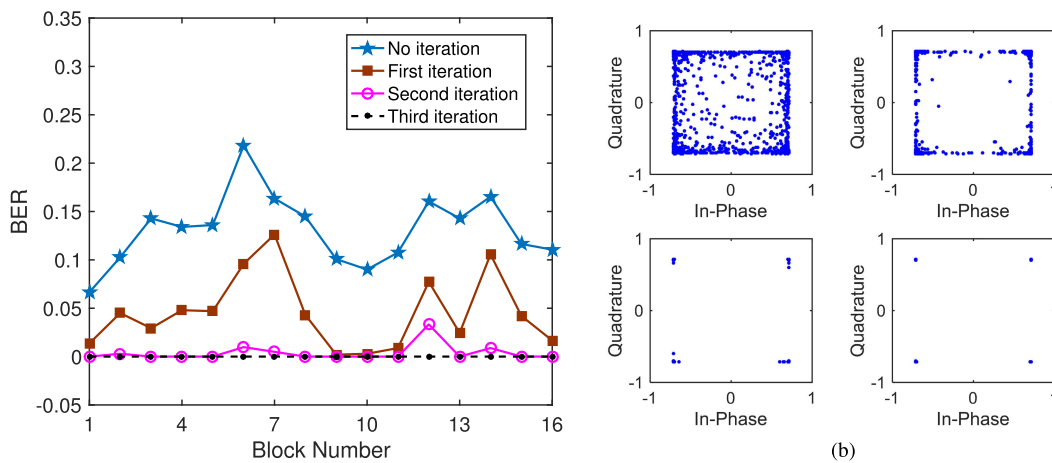 0.35
0.3
0.25
0.2
0.15
0.1
0.05
0
-0.05
BER
1 4 7 10 13 16
Block Number
No iteration
First iteration
Second iteration
Third iteration
1
0
-1
Quadrature
-1 0 1
In-Phase
1
0
-1
Quadrature
-1 0 1
In-Phase
1
0
-1
Quadrature
-1 0 1
In-Phase
1
0
-1
Quadrature
-1 0 1
In-Phase
(b)